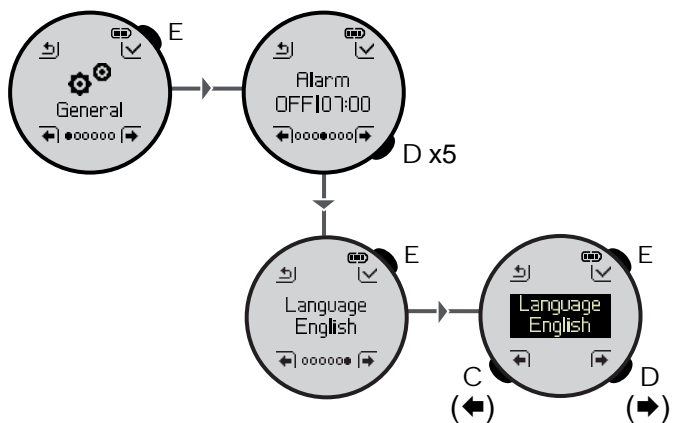 E
General
Alarm
OFF|07:00
D x5
E
Language
English
E
Language
English
C
(←)
D
(→)